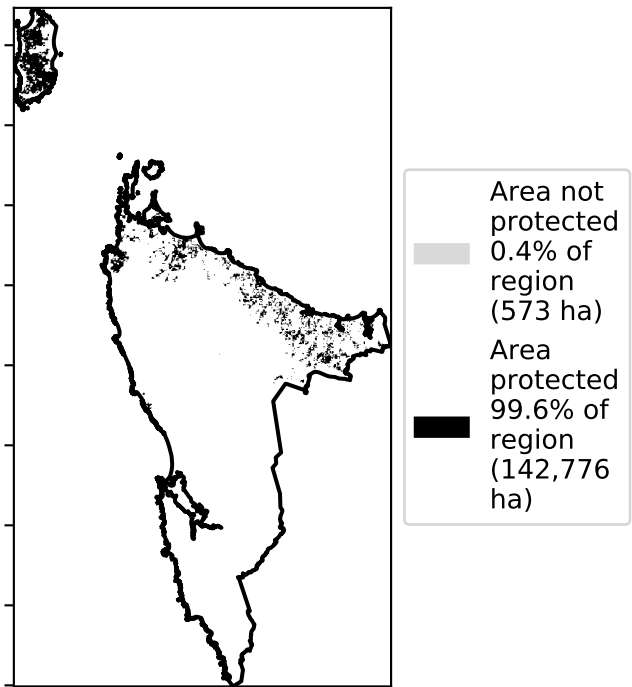 Area not
protected
0.4% of
region
(573 ha)
Area
protected
99.6% of
region
(142,776
ha)